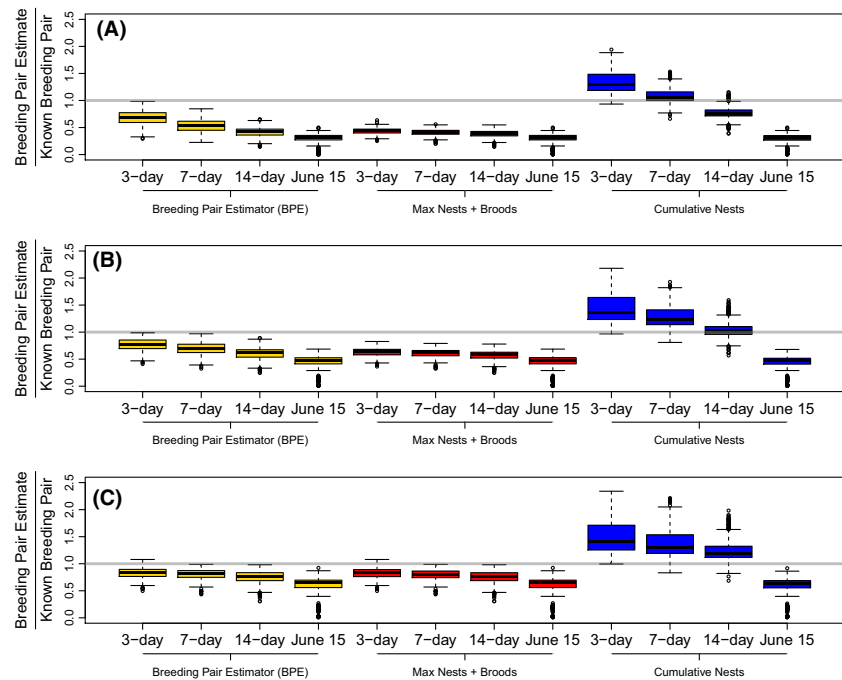 (A)
Breeding Pair Estimate
Known Breeding Pair
2.5
2.0
1.5
1.0
0.5
0.0
3−day 7−day 14−day June 15 3−day 7−day 14−day June 15 3−day 7−day 14−day June 15
Breeding Pair Estimator (BPE) Max Nests + Broods Cumulative Nests
(B)
Breeding Pair Estimate
Known Breeding Pair
2.5
2.0
1.5
1.0
0.5
0.0
3−day 7−day 14−day June 15 3−day 7−day 14−day June 15 3−day 7−day 14−day June 15
Breeding Pair Estimator (BPE) Max Nests + Broods Cumulative Nests
(C)
Breeding Pair Estimate
Known Breeding Pair
2.5
2.0
1.5
1.0
0.5
0.0
3−day 7−day 14−day June 15 3−day 7−day 14−day June 15 3−day 7−day 14−day June 15
Breeding Pair Estimator (BPE) Max Nests + Broods Cumulative Nests